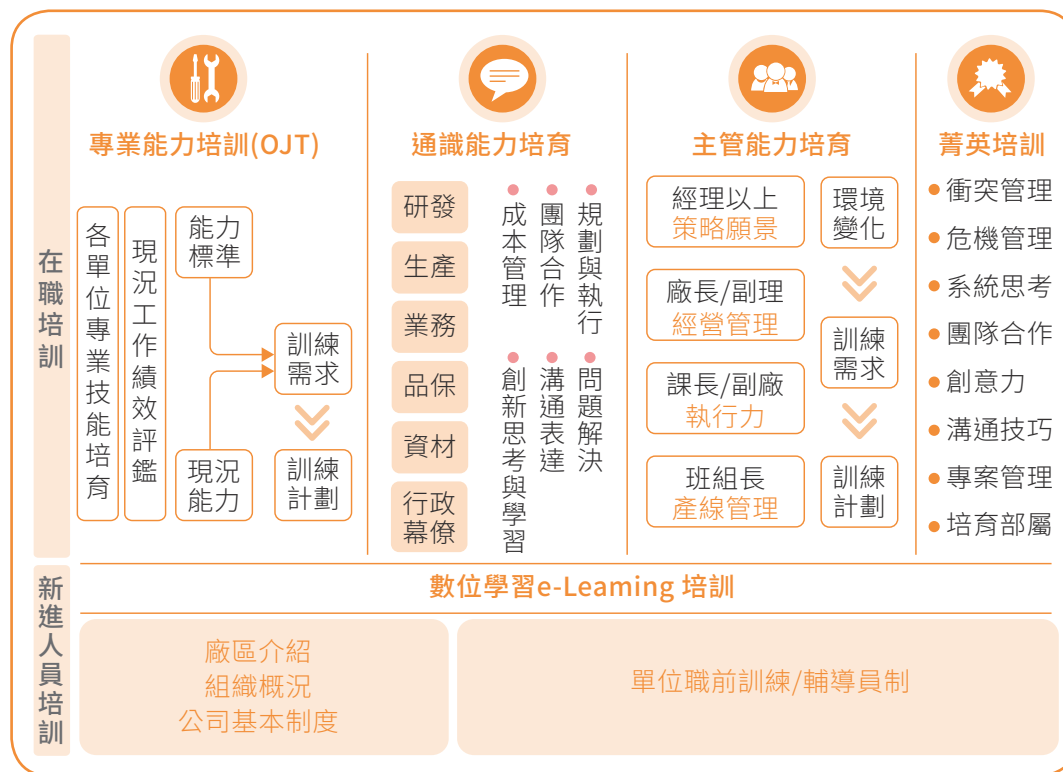 在職培訓
專業能力培訓(OJT)
各單位專業技能培育
現況工作績效評鑑
能力
標準
現況
能力
訓練
需求
訓練
計劃
通識能力培育
研發
生產
業務
品保
資材
行政
幕僚
成本管理
團隊合作
規劃與執行
創新思考與學習
溝通表達
問題解決
主管能力培育
經理以上
策略願景
廠長/副理
經營管理
課長/副廠
執行力
班組長
產線管理
環境
變化
訓練
需求
訓練
計劃
菁英培訓
衝突管理
危機管理
系統思考
團隊合作
創意力
溝通技巧
專案管理
培育部屬
新進人員培訓
數位學習e-Leaming 培訓
廠區介紹
組織概況
公司基本制度
單位職前訓練/輔導員制